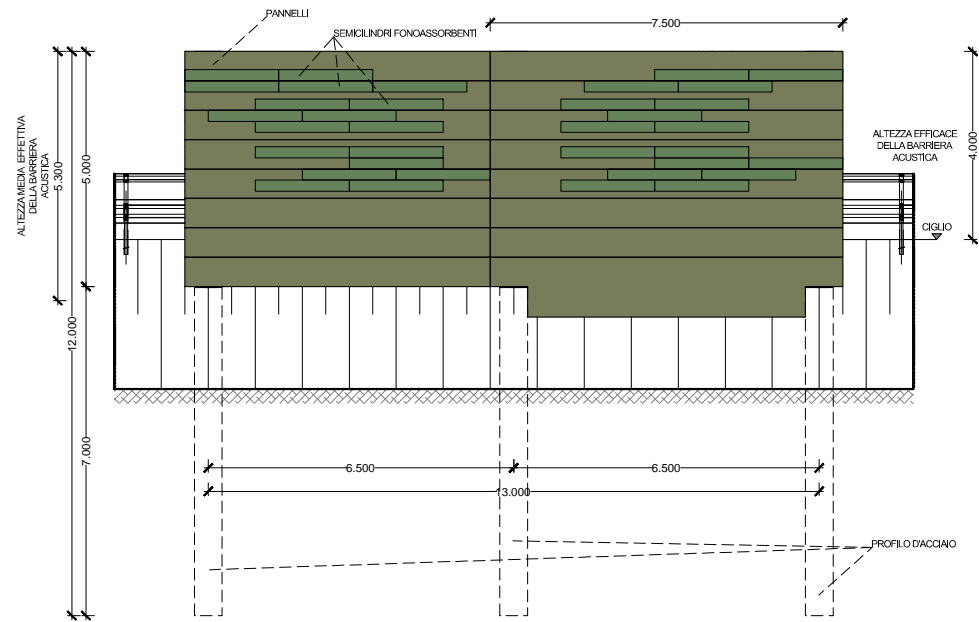 PANNELLI
7.500
SEMICILINDRI FONOASSORBENTI
ALTEZZA MEDIA EFFETTIVA
DELLA BARRIERA
ACUSTICA
5.300
5.000
ALTEZZA EFFICACE
DELLA BARRIERA
ACUSTICA
4.000
CIGLIO
12.000
7.000
6.500
6.500
13.000
PROFILO D'ACCIAIO